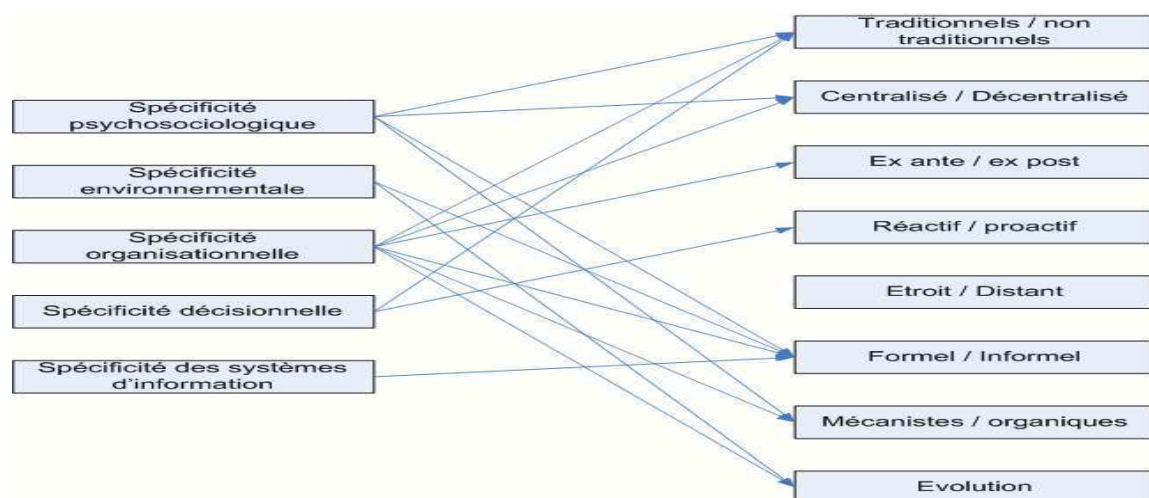 Spécificité
psychosociologique
Spécificité
environnementale
Spécificité
organisationnelle
Spécificité décisionnelle
Spécificité des systèmes
d'information
Traditionnels / non
traditionnels
Centralisé / Décentralisé
Ex ante / ex post
Réactif / proactif
Etroit / Distant
Formel / Informel
Mécanistes / organiques
Evolution